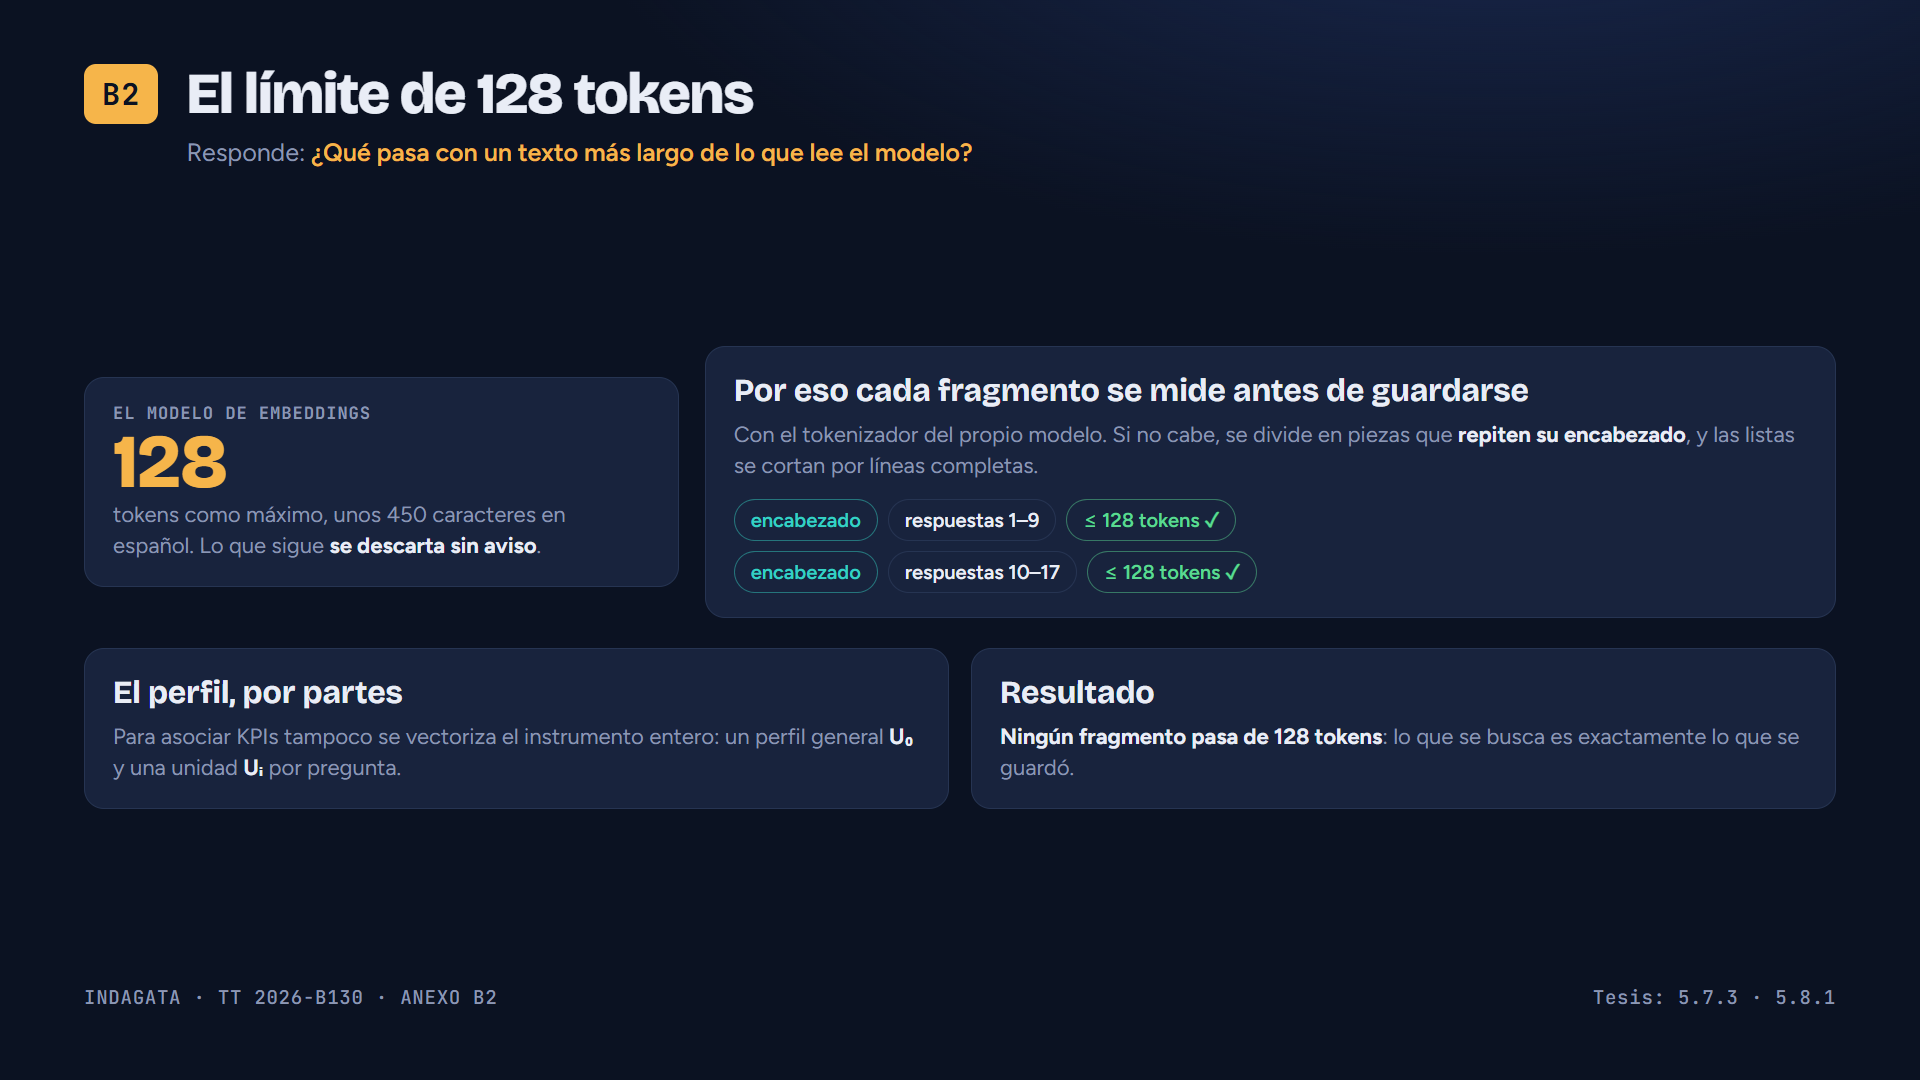 B2
El límite de 128 tokens
Responde: ¿Qué pasa con un texto más largo de lo que lee el modelo?
EL MODELO DE EMBEDDINGS
128
tokens como máximo, unos 450 caracteres en
español. Lo que sigue se descarta sin aviso.
Por eso cada fragmento se mide antes de guardarse
Con el tokenizador del propio modelo. Si no cabe, se divide en piezas que repiten su encabezado, y las listas
se cortan por líneas completas.
encabezado respuestas 1–9 ≤ 128 tokens ✓
encabezado respuestas 10–17 ≤ 128 tokens ✓
El perfil, por partes
Para asociar KPIs tampoco se vectoriza el instrumento entero: un perfil general U₀
y una unidad Uᵢ por pregunta.
Resultado
Ningún fragmento pasa de 128 tokens: lo que se busca es exactamente lo que se
guardó.
INDAGATA · TT 2026-B130 · ANEXO B2
Tesis: 5.7.3 · 5.8.1